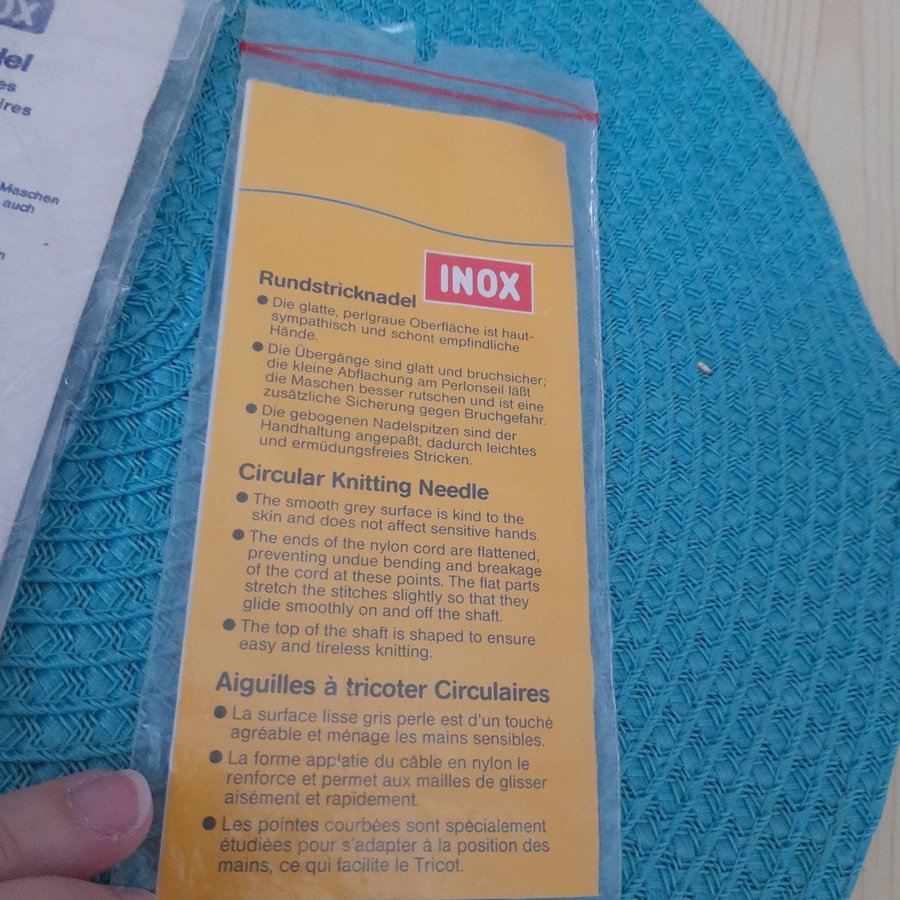 OX
del
es
ires
Maschen
auch
n
INOX
Rundstricknadel
● Die glatte, perlgraue Oberfläche ist haut-
sympathisch und schont empfindliche
Hände.
● Die Übergänge sind glatt und bruchsicher;
die kleine Abflachung am Perlonseil läßt
die Maschen besser rutschen und ist eine
zusätzliche Sicherung gegen Bruchgefahr.
● Die gebogenen Nadelspitzen sind der
Handhaltung angepaßt, dadurch leichtes
und ermüdungsfreies Stricken.
Circular Knitting Needle
● The smooth grey surface is kind to the
skin and does not affect sensitive hands.
● The ends of the nylon cord are flattened,
preventing undue bending and breakage
of the cord at these points. The flat parts
stretch the stitches slightly so that they
glide smoothly on and off the shaft.
● The top of the shaft is shaped to ensure
easy and tireless knitting.
Aiguilles à tricoter Circulaires
● La surface lisse gris perle est d'un touché
agréable et ménage les mains sensibles.
● La forme applatie du câble en nylon le
renforce et permet aux mailles de glisser
aisément et rapidement.
● Les pointes courbées sont spécialement
étudiées pour s'adapter à la position des
mains, ce qui facilite le Tricot.